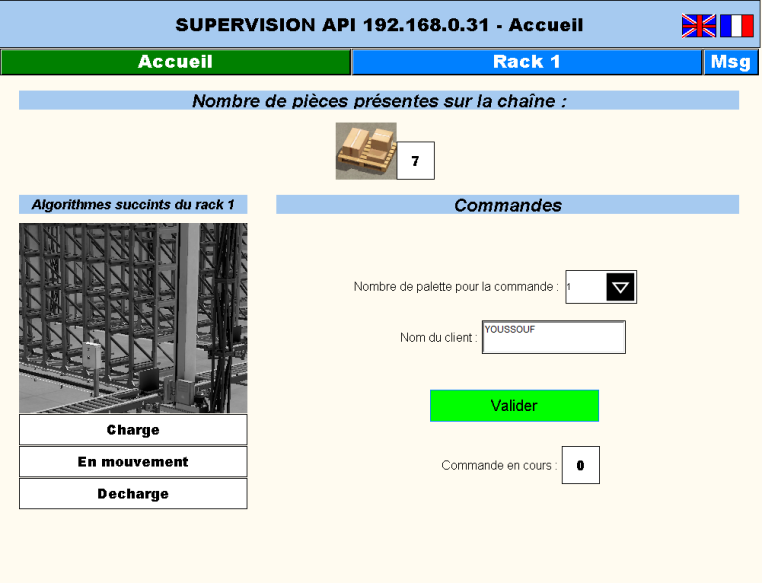 SUPERVISION API 192.168.0.31 - Accueil
Accueil
Rack 1
Msg
Nombre de pièces présentes sur la chaîne :
7
Algorithmes succints du rack 1
Commandes
Nombre de palette pour la commande : 1
Nom du client : YOUSSOUF
Valider
Charge
En mouvement
Commande en cours : 0
Decharge